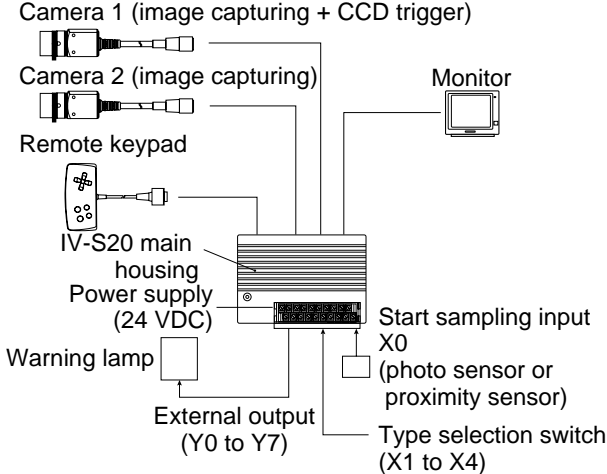 Camera 1 (image capturing + CCD trigger)
Camera 2 (image capturing)
Monitor
Remote keypad
IV-S20 main
housing
Power supply
(24 VDC)
Start sampling input
X0
(photo sensor or
proximity sensor)
Warning lamp
External output
(Y0 to Y7)
Type selection switch
(X1 to X4)